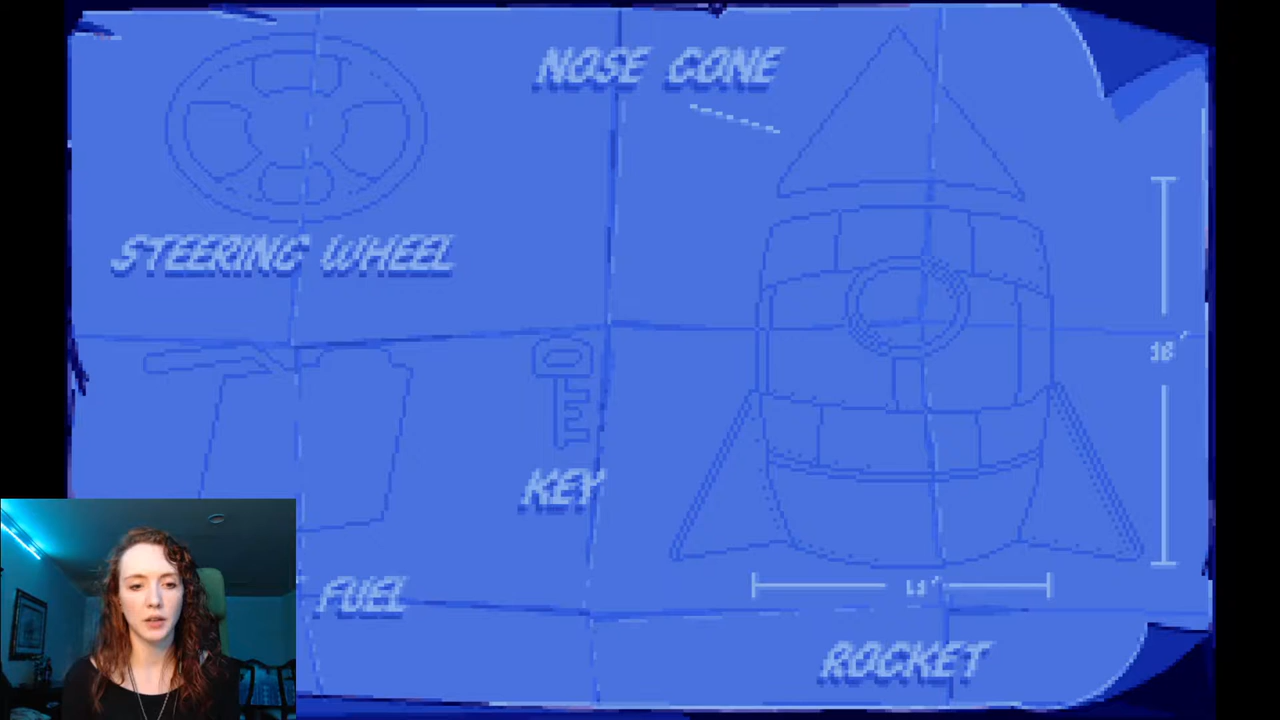 NOSE CONE
STEERING WHEEL
KEY
FUEL
ROCKET